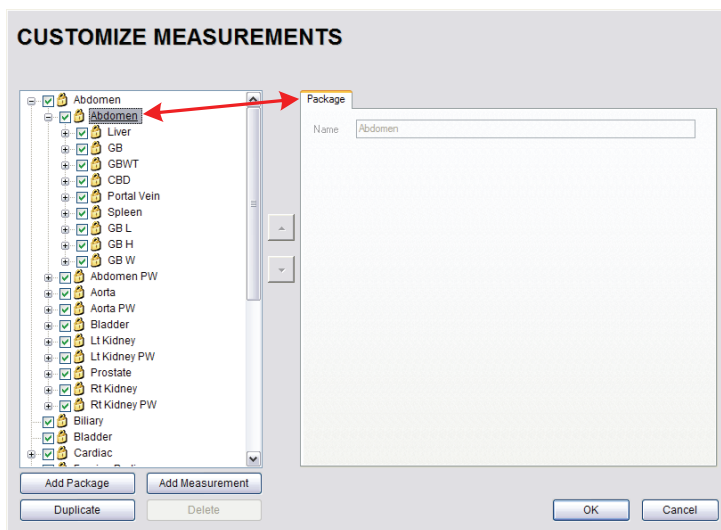 CUSTOMIZE MEASUREMENTS
Abdomen
Abdomen
Liver
GB
GBWT
CBD
Portal Vein
Spleen
GB L
GB H
GB W
Abdomen PW
Aorta
Aorta PW
Bladder
Lt Kidney
Lt Kidney PW
Prostate
Rt Kidney
Rt Kidney PW
Biliary
Bladder
Cardiac
Package
Name Abdomen
Add Package Add Measurement
Duplicate Delete
OK Cancel